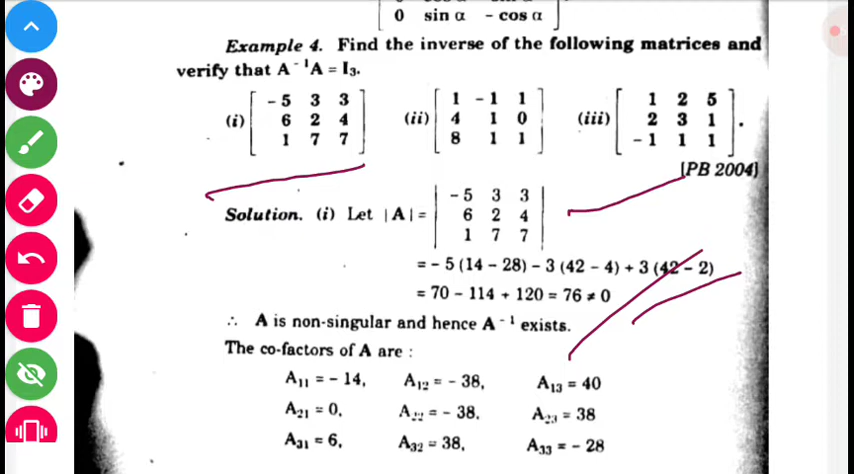 0 sin α - cos α
Example 4. Find the inverse of the following matrices and
verify that A⁻¹A = I₃.
(i) [ -5 3 3 (ii) [ 1 -1 1 (iii) [ 1 2 5
6 2 4 4 1 0 2 3 1
1 7 7 ] 8 1 1 ] -1 1 1 ].
[PB 2004]
Solution. (i) Let |A| = | -5 3 3
6 2 4
1 7 7 |
= - 5 (14 - 28) - 3 (42 - 4) + 3 (42 - 2)
= 70 - 114 + 120 = 76 ≠ 0
∴ A is non-singular and hence A⁻¹ exists.
The co-factors of A are :
A₁₁ = - 14, A₁₂ = - 38, A₁₃ = 40
A₂₁ = 0, A₂₂ = - 38, A₂₃ = 38
A₃₁ = 6, A₃₂ = 38, A₃₃ = - 28